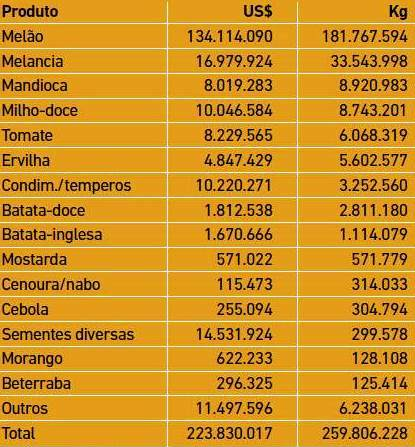 Produto US$ Kg
Melão 134.114.090 181.767.594
Melancia 16.979.924 33.543.998
Mandioca 8.019.283 8.920.983
Milho-doce 10.046.584 8.743.201
Tomate 8.229.565 6.068.319
Ervilha 4.847.429 5.602.577
Condim./temperos 10.220.271 3.252.560
Batata-doce 1.812.538 2.811.180
Batata-inglesa 1.670.666 1.114.079
Mostarda 571.022 571.779
Cenoura/nabo 115.473 314.033
Cebola 255.094 304.794
Sementes diversas 14.531.924 299.578
Morango 622.233 128.108
Beterraba 296.325 125.414
Outros 11.497.596 6.238.031
Total 223.830.017 259.806.228